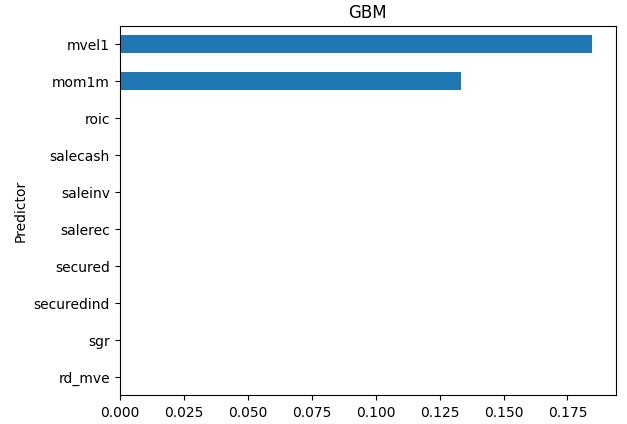 GBM
Predictor
mvel1
mom1m
roic
salecash
saleinv
salerec
secured
securedind
sgr
rd_mve
0.000 0.025 0.050 0.075 0.100 0.125 0.150 0.175